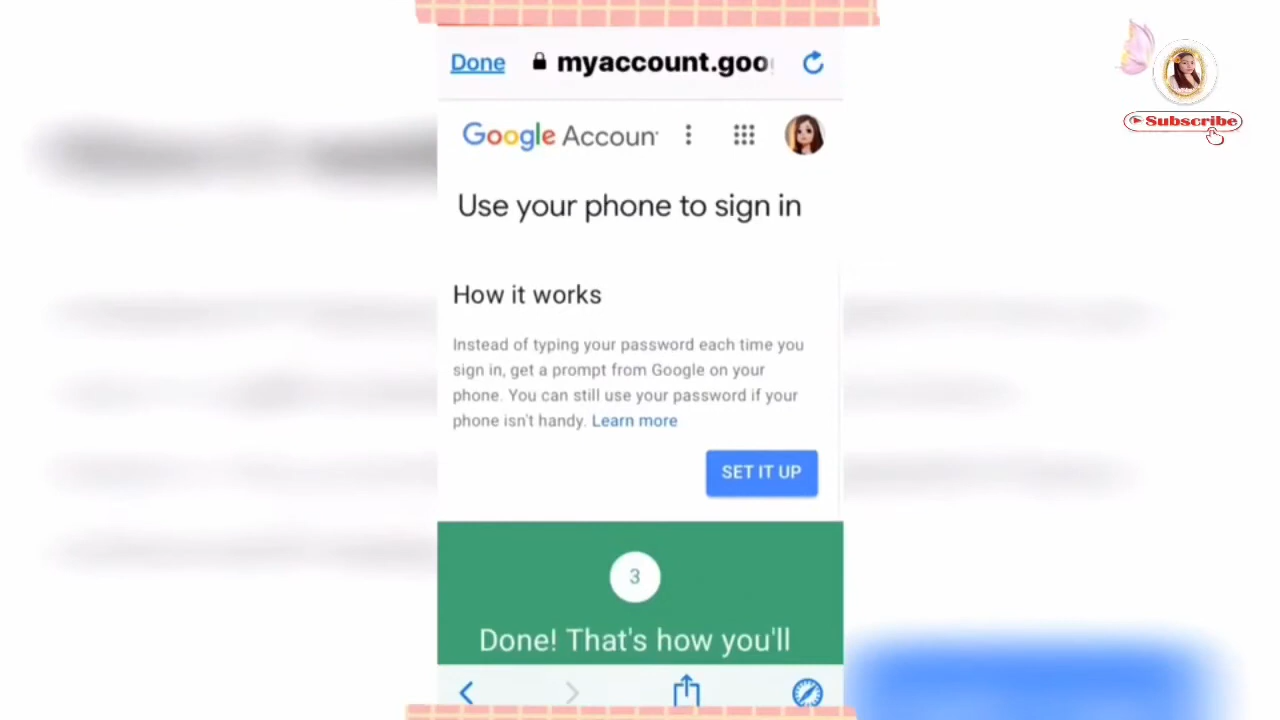 Done
myaccount.goo
Google Accoun
Subscribe
Use your phone to sign in
How it works
Instead of typing your password each time you
sign in, get a prompt from Google on your
phone. You can still use your password if your
phone isn't handy. Learn more
SET IT UP
3
Done! That's how you'll